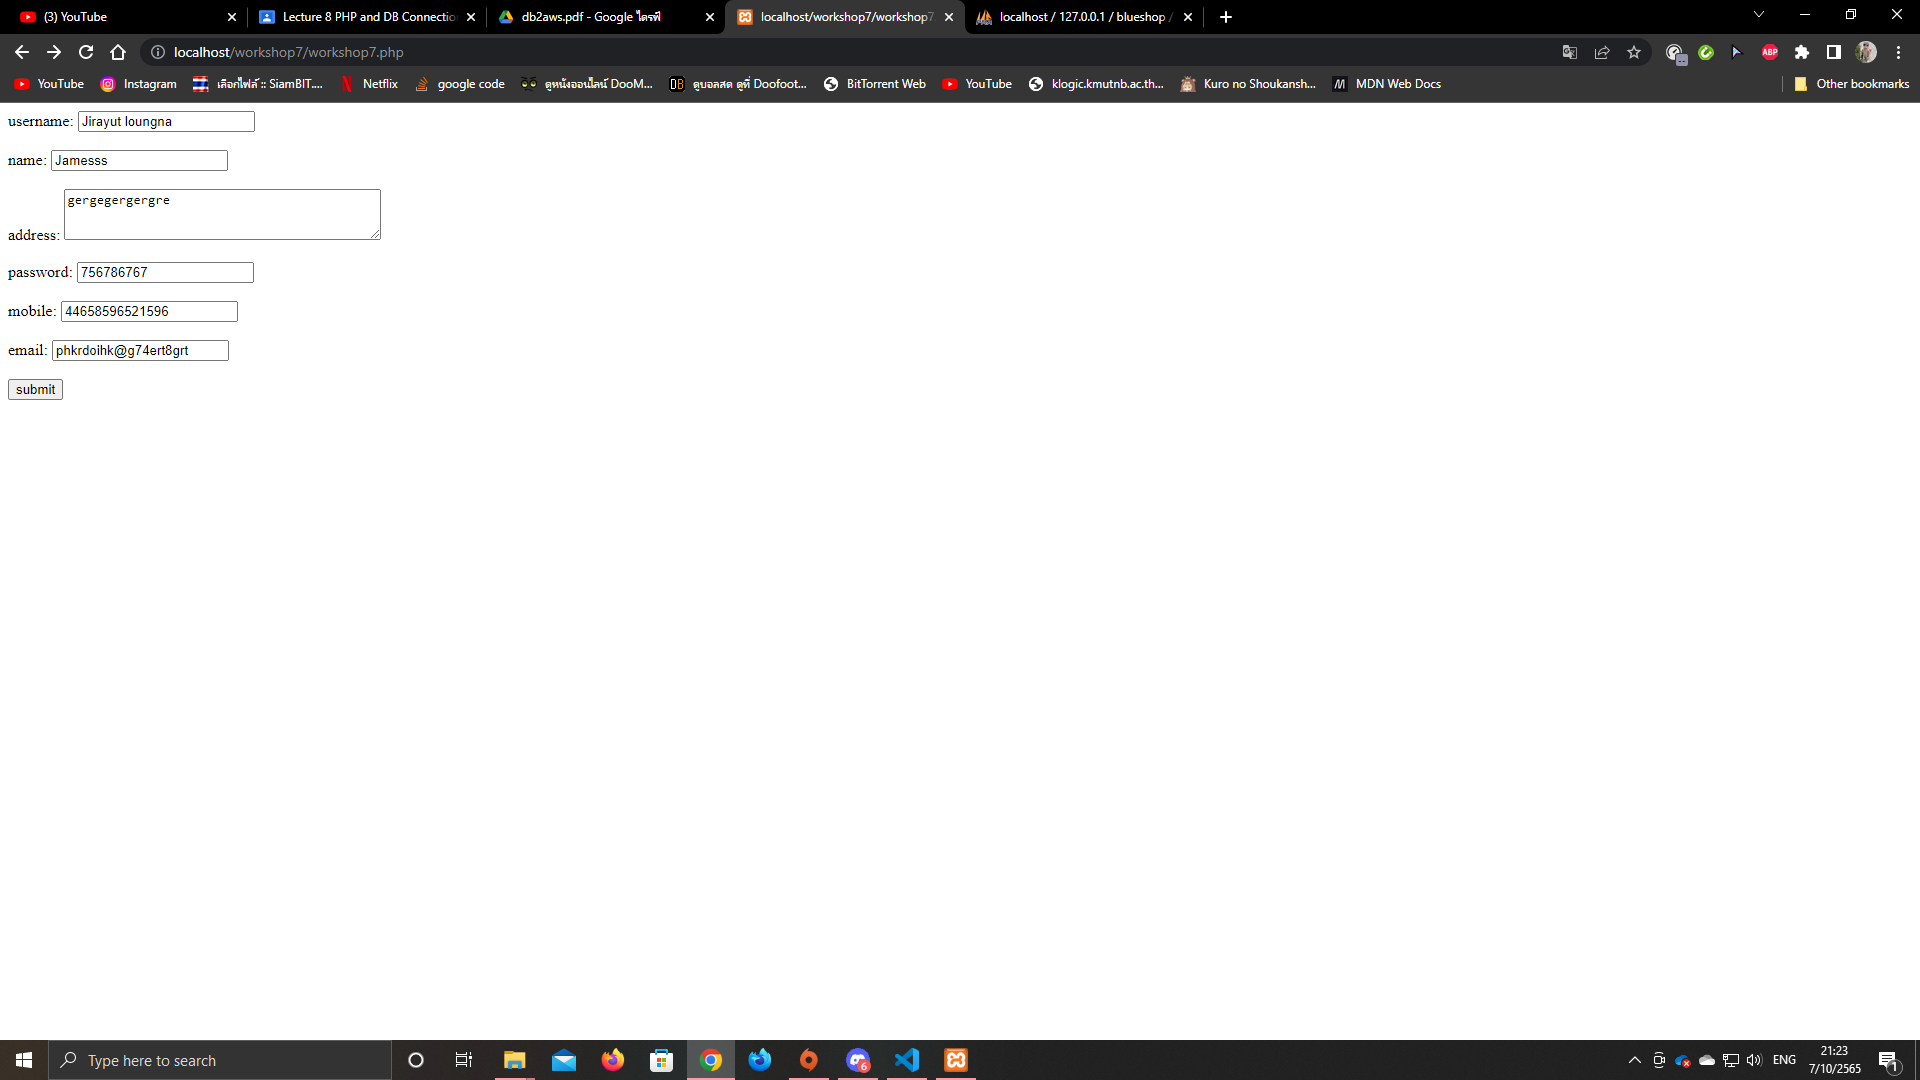 (3) YouTube
Lecture 8 PHP and DB Connectio
db2aws.pdf - Google ไดรฟ์
localhost/workshop7/workshop7.
localhost / 127.0.0.1 / blueshop /
localhost/workshop7/workshop7.php
ABP
YouTube
Instagram
เลือกไฟล์ :: SiamBIT....
Netflix
google code
ดูหนังออนไลน์ DooM...
DB
ดูบอลสด ดูที่ Doofoot...
BitTorrent Web
YouTube
klogic.kmutnb.ac.th...
Kuro no Shoukansh...
M
MDN Web Docs
Other bookmarks
username: Jirayut loungna
name: Jamesss
address: gergegergergre
password: 756786767
mobile: 44658596521596
email: phkrdoihk@g74ert8grt
submit
Type here to search
6
ENG
21:23
7/10/2565
1